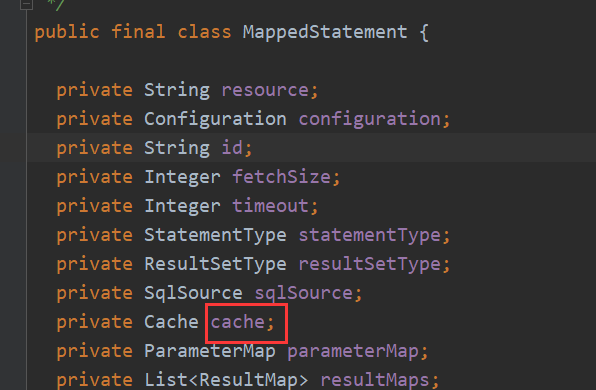 */
public final class MappedStatement {
private String resource;
private Configuration configuration;
private String id;
private Integer fetchSize;
private Integer timeout;
private StatementType statementType;
private ResultSetType resultSetType;
private SqlSource sqlSource;
private Cache cache;
private ParameterMap parameterMap;
private List<ResultMap> resultMaps;